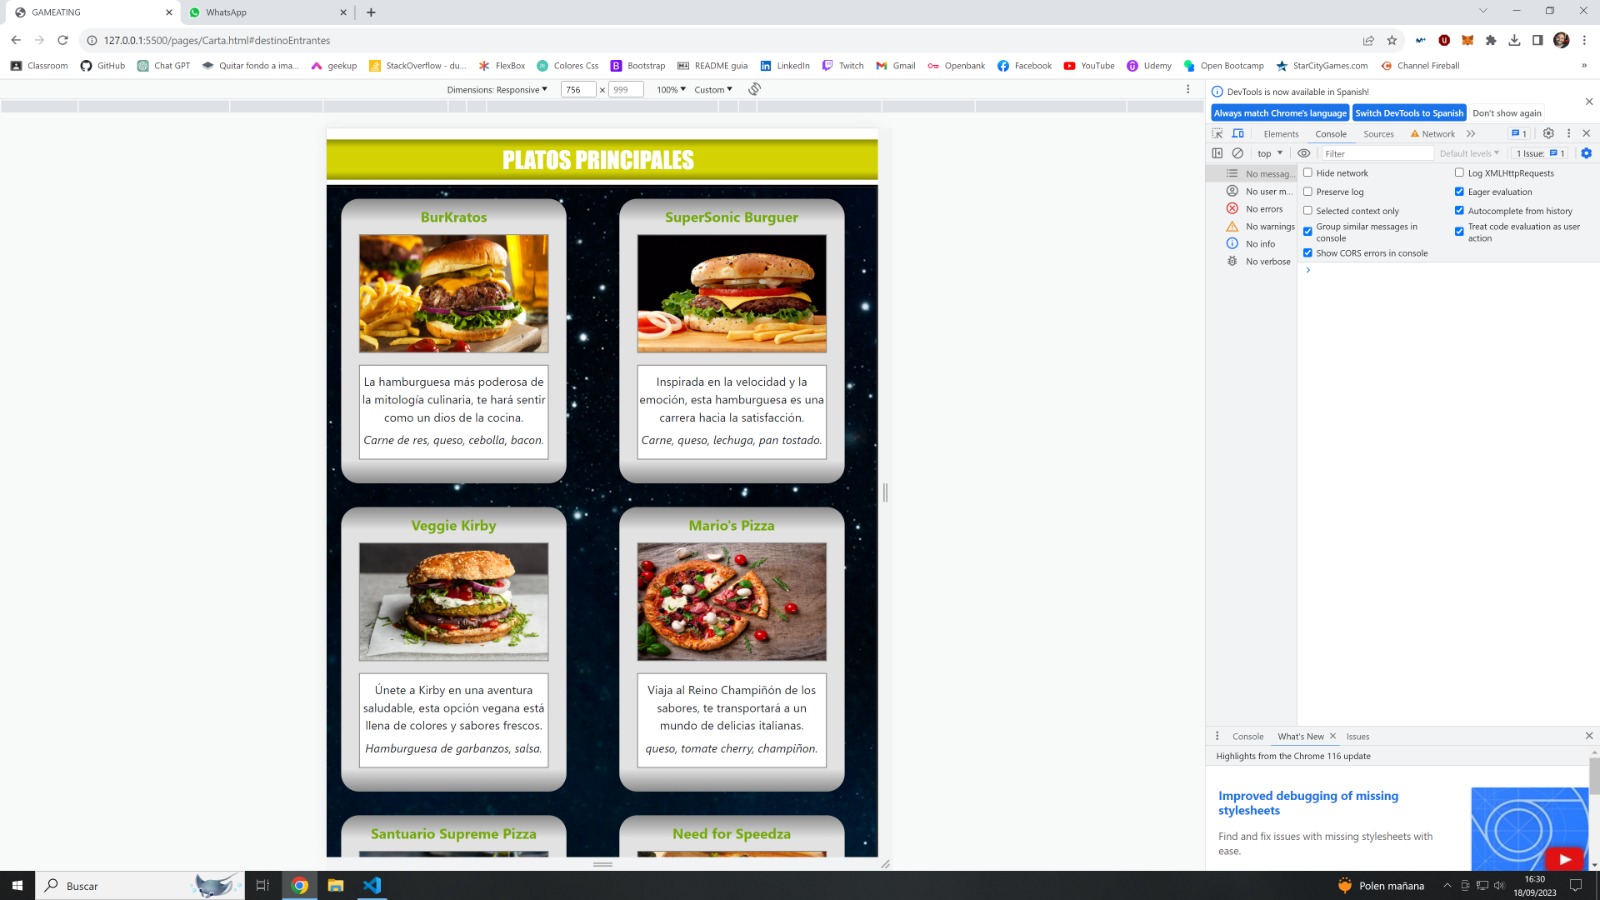 GAMEATING
WhatsApp
127.0.0.1:5500/pages/Carta.html#destinoEntrantes
Classroom GitHub Chat GPT Quitar fondo a ima... geekup StackOverflow - du... FlexBox Colores Css Bootstrap README guia LinkedIn Twitch Gmail Openbank Facebook YouTube Udemy Open Bootcamp StarCityGames.com Channel Fireball »
Dimensions: Responsive 756 x 999 100% Custom
PLATOS PRINCIPALES
BurKratos
La hamburguesa más poderosa de
la mitología culinaria, te hará sentir
como un dios de la cocina.
Carne de res, queso, cebolla, bacon.
SuperSonic Burguer
Inspirada en la velocidad y la
emoción, esta hamburguesa es una
carrera hacia la satisfacción.
Carne, queso, lechuga, pan tostado.
Veggie Kirby
Únete a Kirby en una aventura
saludable, esta opción vegana está
llena de colores y sabores frescos.
Hamburguesa de garbanzos, salsa.
Mario's Pizza
Viaja al Reino Champiñón de los
sabores, te transportará a un
mundo de delicias italianas.
queso, tomate cherry, champiñon.
Santuario Supreme Pizza
Need for Speedza
DevTools is now available in Spanish!
Always match Chrome's language Switch DevTools to Spanish Don't show again
Elements Console Sources Network » 1
top Filter Default levels 1 Issue: 1
No messag...
No user m...
No errors
No warnings
No info
No verbose
Hide network
Preserve log
Selected context only
Group similar messages in
console
Show CORS errors in console
Log XMLHttpRequests
Eager evaluation
Autocomplete from history
Treat code evaluation as user
action
Console What's New Issues
Highlights from the Chrome 116 update
Improved debugging of missing
stylesheets
Find and fix issues with missing stylesheets with
ease.
Buscar
Polen mañana
16:30
18/09/2023